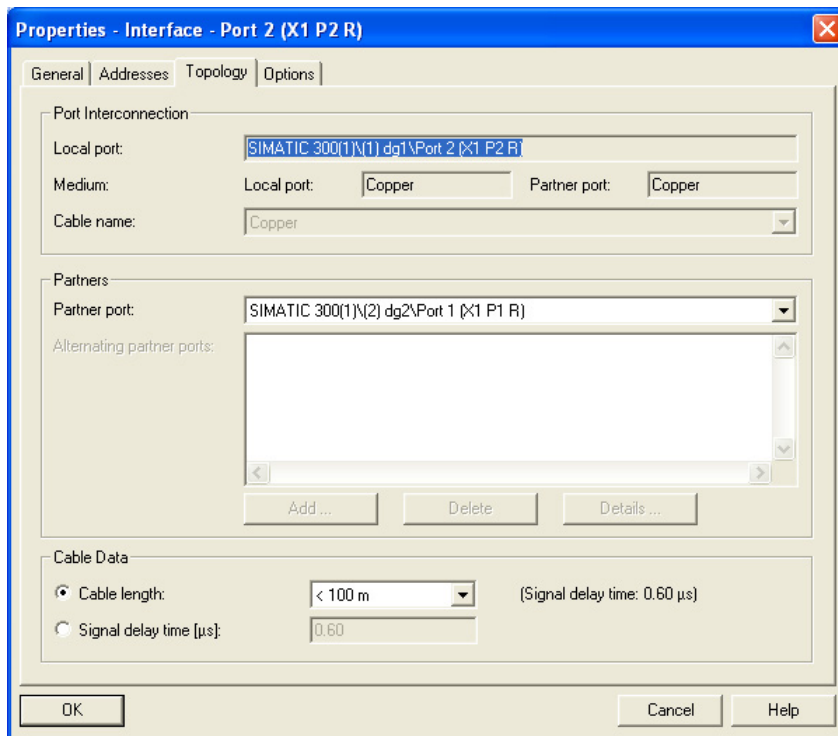 Properties - Interface - Port 2 (X1 P2 R)
General Addresses Topology Options
Port Interconnection
Local port: SIMATIC 300(1)\(1) dg1\Port 2 (X1 P2 R)
Medium: Local port: Copper Partner port: Copper
Cable name: Copper
Partners
Partner port: SIMATIC 300(1)\(2) dg2\Port 1 (X1 P1 R)
Alternating partner ports:
Add ... Delete Details ...
Cable Data
Cable length: < 100 m (Signal delay time: 0.60 µs)
Signal delay time [µs]: 0.60
OK Cancel Help